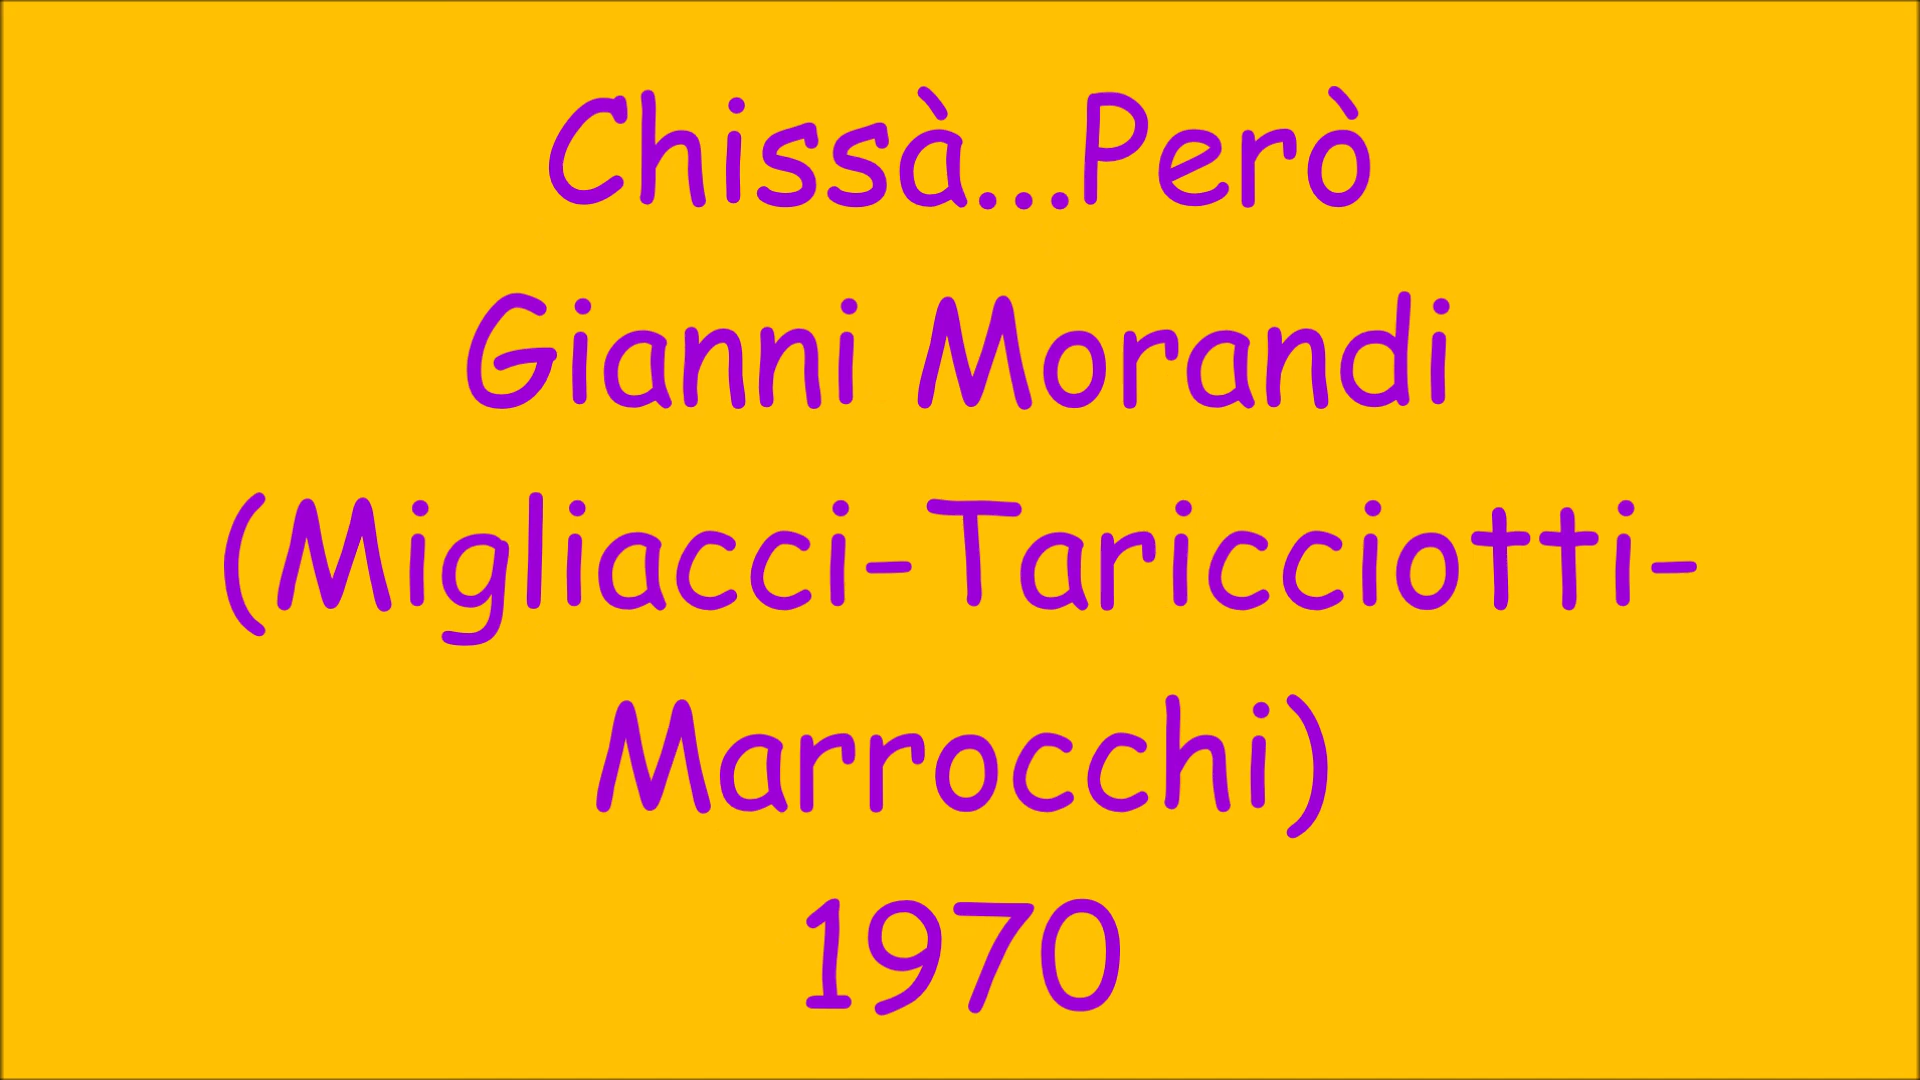 Chissà...Però
Gianni Morandi
(Migliacci-Taricciotti-
Marrocchi)
1970